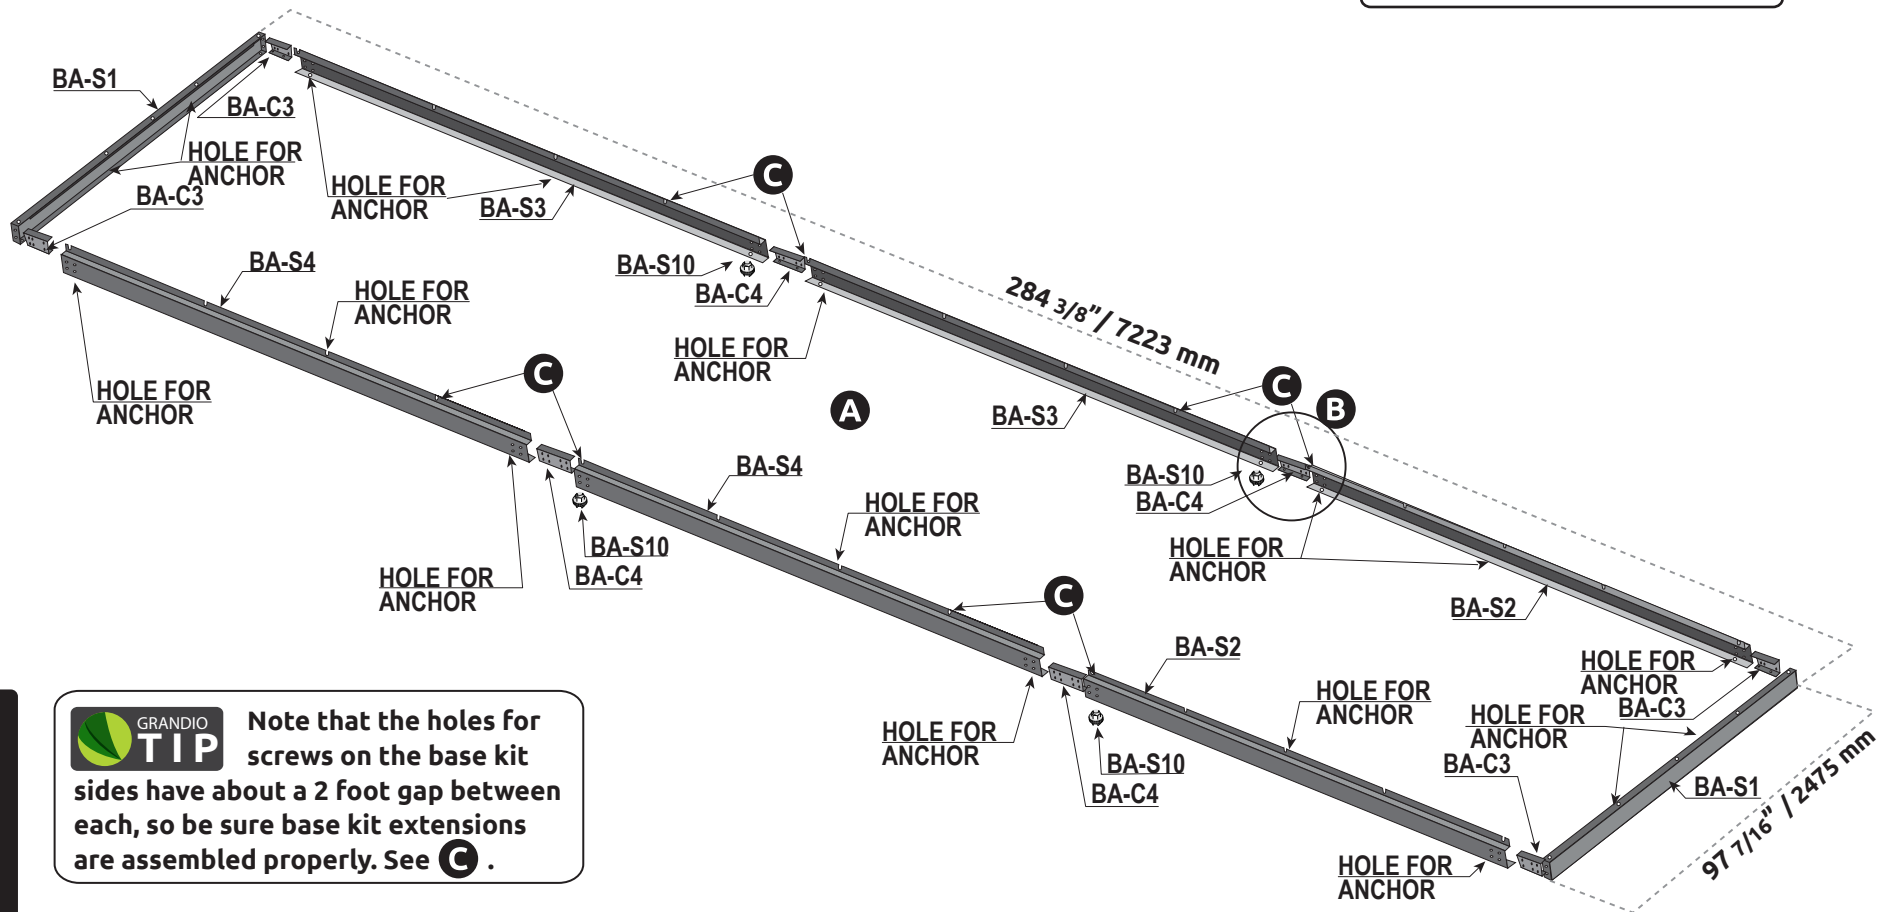 BA-S1
BA-C3
HOLE FOR
ANCHOR
BA-C3
HOLE FOR
ANCHOR
BA-S3
C
BA-S10
BA-C4
HOLE FOR
ANCHOR
284 3/8”/ 7223 mm
BA-S4
HOLE FOR
ANCHOR
HOLE FOR
ANCHOR
C
A
BA-S3
C
B
BA-S10
BA-C4
BA-S4
HOLE FOR
ANCHOR
BA-S10
BA-C4
HOLE FOR
ANCHOR
HOLE FOR
ANCHOR
BA-S2
C
BA-S2
HOLE FOR
ANCHOR
BA-C3
HOLE FOR
ANCHOR
HOLE FOR
ANCHOR
HOLE FOR
ANCHOR
BA-S10
BA-C4
BA-C3
BA-S1
97 7/16” / 2475 mm
HOLE FOR
ANCHOR
GRANDIO
TIP
Note that the holes for
screws on the base kit
sides have about a 2 foot gap between
each, so be sure base kit extensions
are assembled properly. See C .